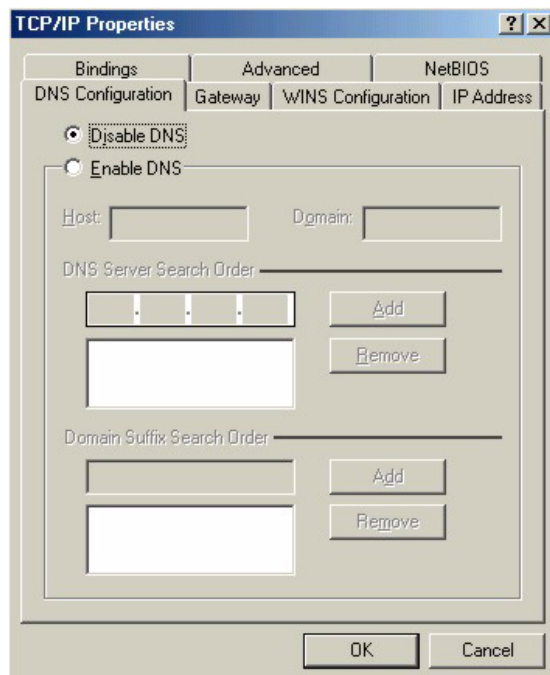 TCP/IP Properties
Bindings Advanced NetBIOS
DNS Configuration Gateway WINS Configuration IP Address
Disable DNS
Enable DNS
Host: Domain:
DNS Server Search Order
. . .
Add
Remove
Domain Suffix Search Order
Add
Remove
OK Cancel